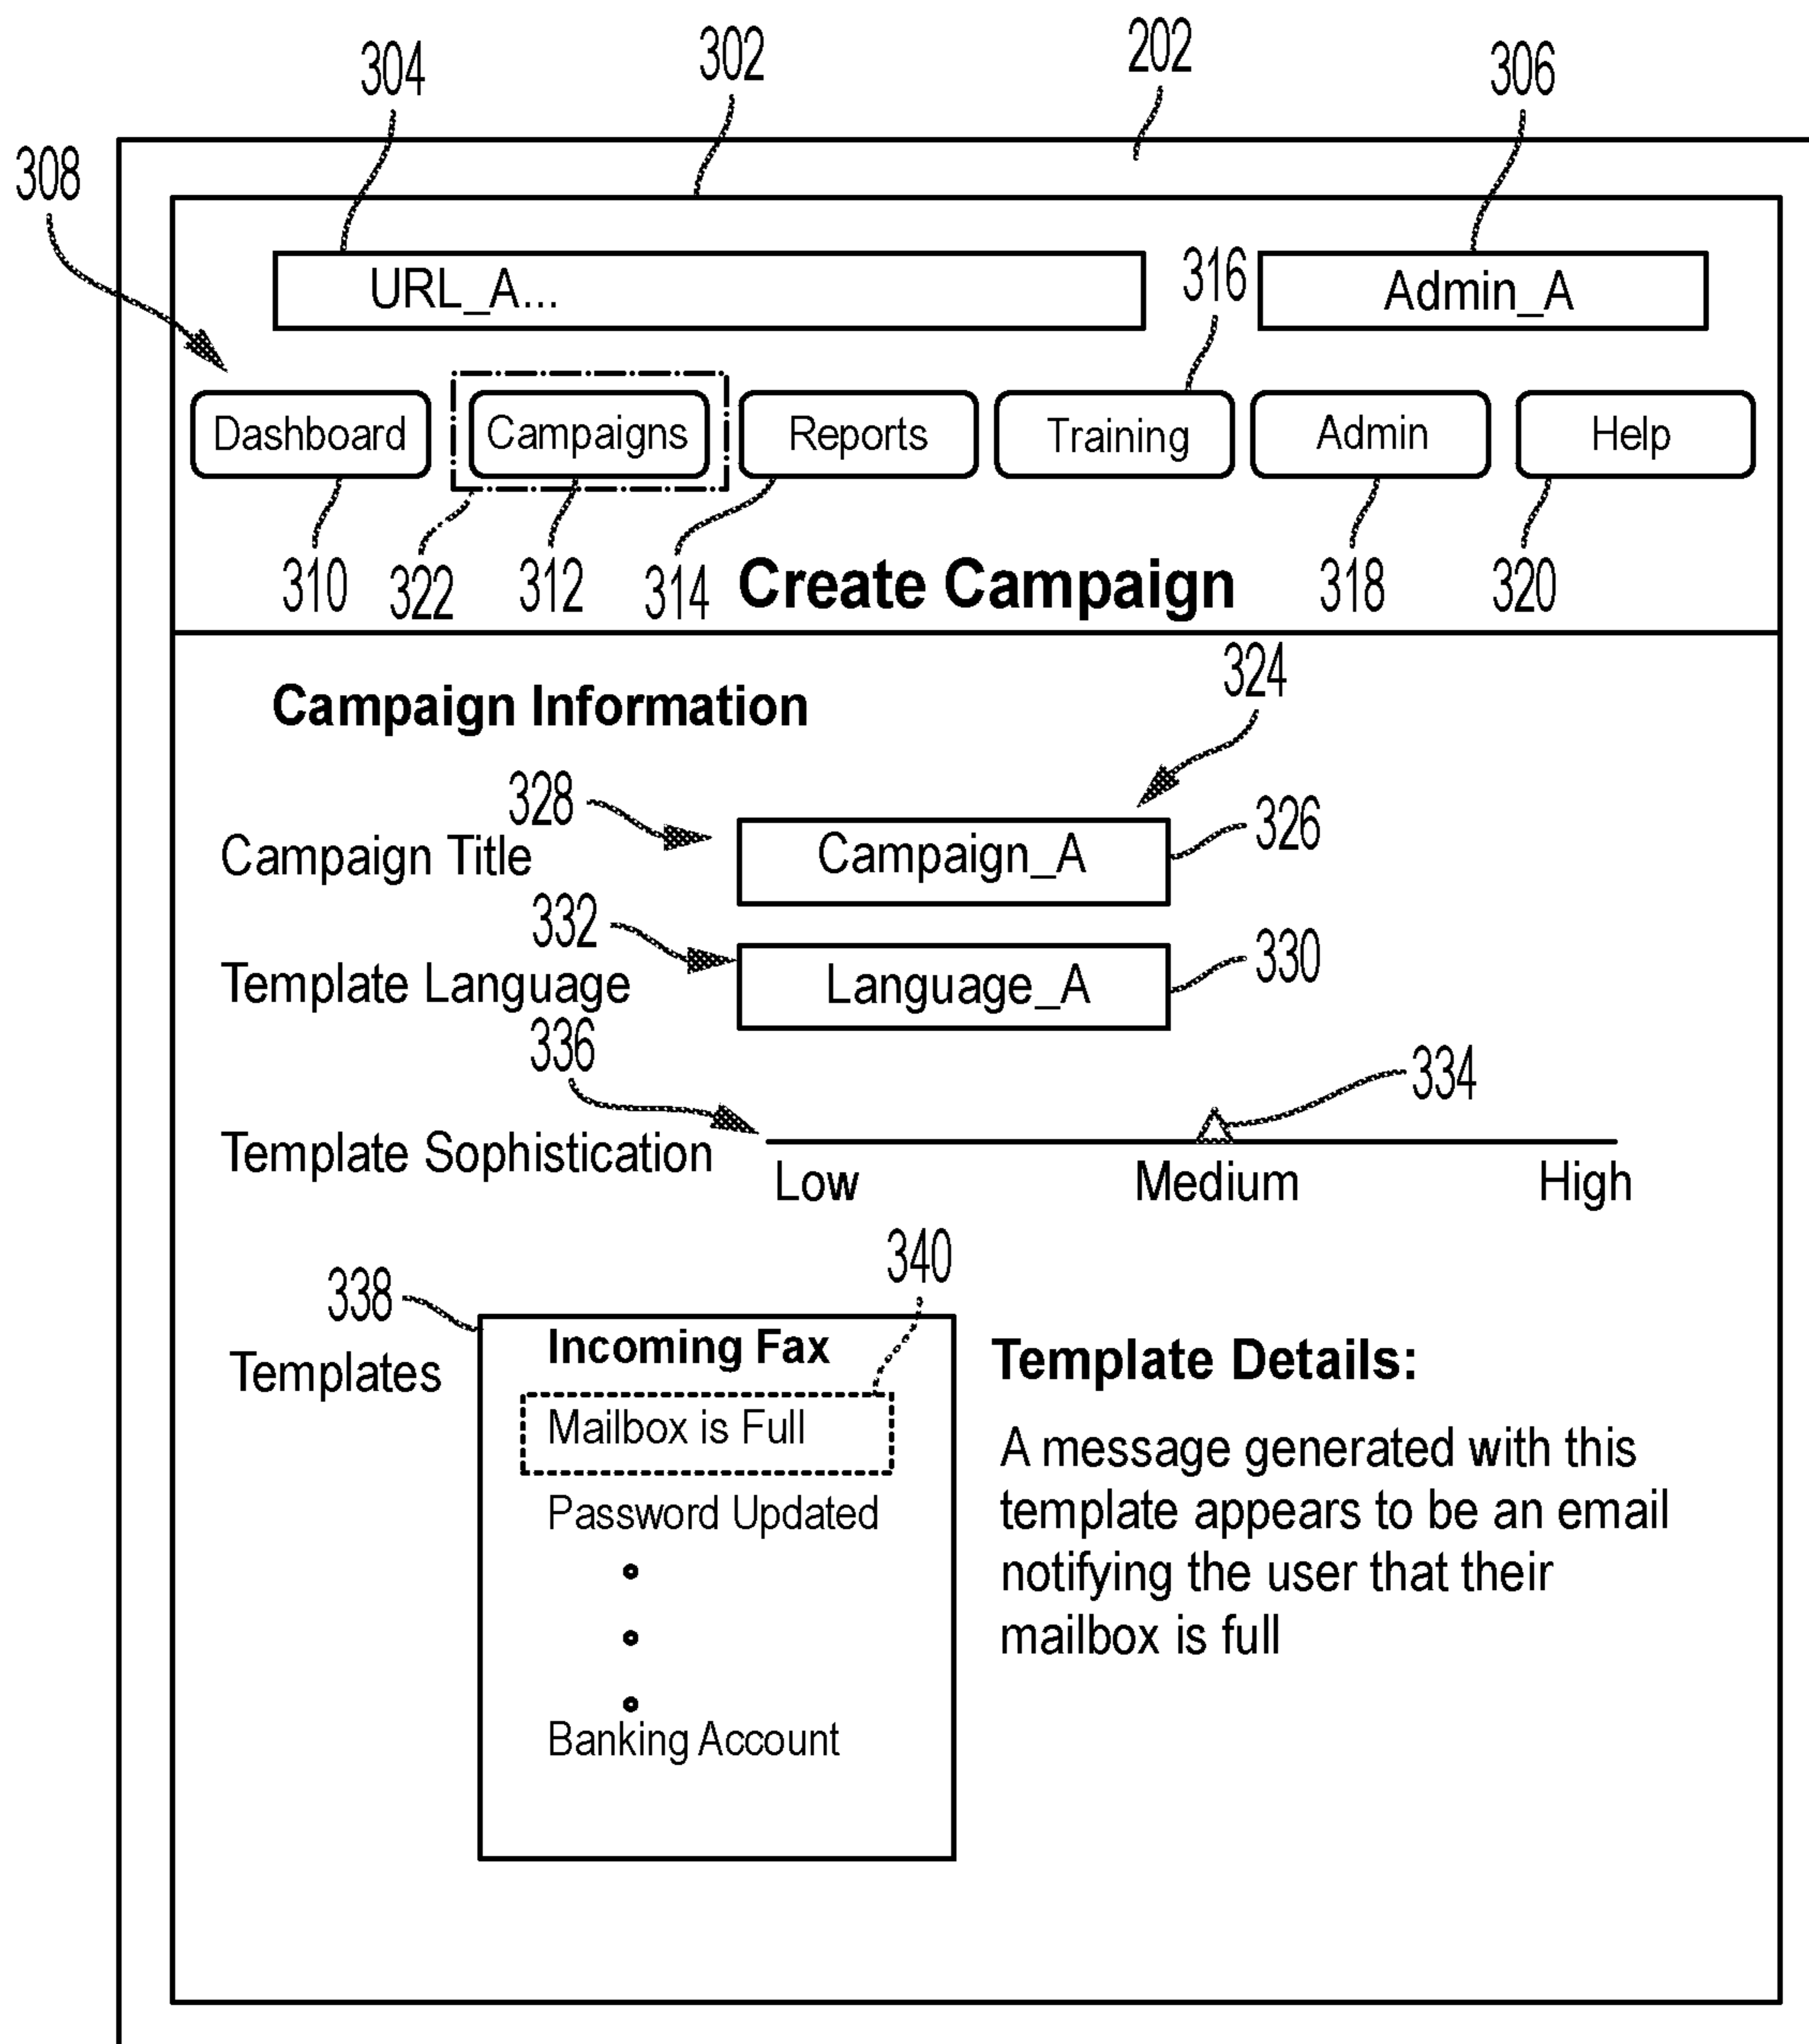 304 302 202 306
308
URL_A... 316 Admin_A
Dashboard Campaigns Reports Training Admin Help
310 322 312 314 Create Campaign 318 320
Campaign Information 324
328 326
Campaign Title Campaign_A
332 330
Template Language Language_A
336 334
Template Sophistication
Low Medium High
338 340
Templates
Incoming Fax
Mailbox is Full
Password Updated
Banking Account
Template Details:
A message generated with this
template appears to be an email
notifying the user that their
mailbox is full